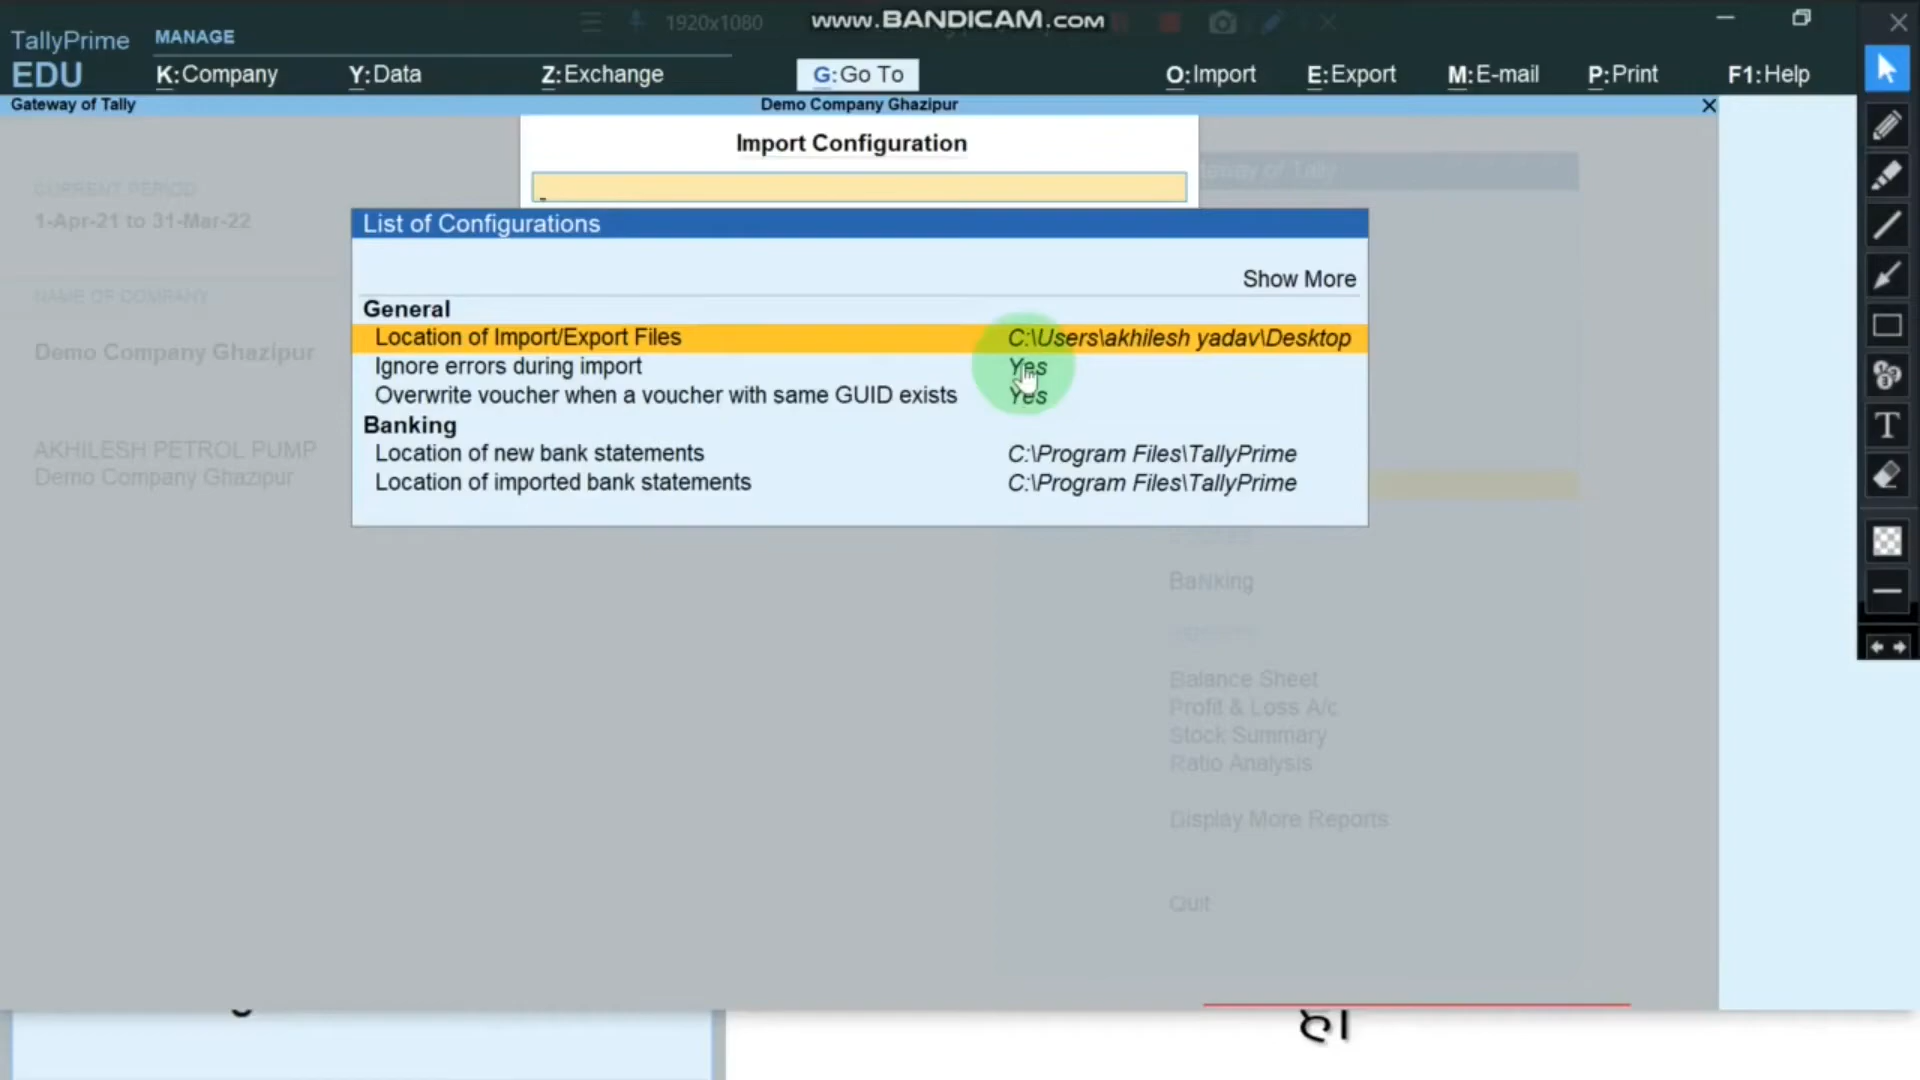 1920x1080
www.BANDICAM.com
TallyPrime
MANAGE
EDU
K:Company
Y:Data
Z:Exchange
G:Go To
O:Import
E:Export
M:E-mail
P:Print
F1:Help
Gateway of Tally
Demo Company Ghazipur
Import Configuration
CURRENT PERIOD
1-Apr-21 to 31-Mar-22
NAME OF COMPANY
Demo Company Ghazipur
AKHILESH PETROL PUMP
Demo Company Ghazipur
List of Configurations
Show More
General
Location of Import/Export Files C:\Users\akhilesh yadav\Desktop
Ignore errors during import Yes
Overwrite voucher when a voucher with same GUID exists Yes
Banking
Location of new bank statements C:\Program Files\TallyPrime
Location of imported bank statements C:\Program Files\TallyPrime
BaNking
Balance Sheet
Profit & Loss A/c
Stock Summary
Ratio Analysis
Display More Reports
Quit
T